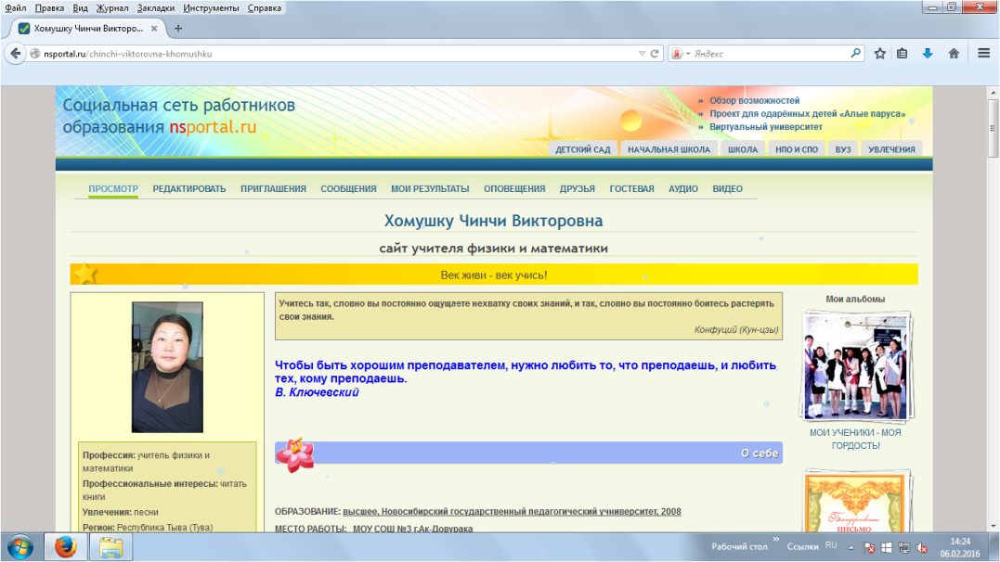 Файл Правка Вид Журнал Закладки Инструменты Справка
Хомушку Чинчи Викторо...
nsportal.ru/chinchi-viktorovna-khomushku
Яндекс
Социальная сеть работников
образования nsportal.ru
» Обзор возможностей
» Проект для одарённых детей «Алые паруса»
» Виртуальный университет
ДЕТСКИЙ САД НАЧАЛЬНАЯ ШКОЛА ШКОЛА НПО И СПО ВУЗ УВЛЕЧЕНИЯ
ПРОСМОТР РЕДАКТИРОВАТЬ ПРИГЛАШЕНИЯ СООБЩЕНИЯ МОИ РЕЗУЛЬТАТЫ ОПОВЕЩЕНИЯ ДРУЗЬЯ ГОСТЕВАЯ АУДИО ВИДЕО
Хомушку Чинчи Викторовна
сайт учителя физики и математики
Век живи - век учись!
Учитесь так, словно вы постоянно ощущаете нехватку своих знаний, и так, словно вы постоянно боитесь растерять
свои знания.
Конфуций (Кун-цзы)
Чтобы быть хорошим преподавателем, нужно любить то, что преподаешь, и любить
тех, кому преподаешь.
В. Ключевский
О себе
ОБРАЗОВАНИЕ: высшее, Новосибирский государственный педагогический учниверситет, 2008
МЕСТО РАБОТЫ: МОУ СОШ №3 г.Ак-Довурака
Профессия: учитель физики и
математики
Профессиональные интересы: читать
книги
Увлечения: песни
Регион: Республика Тыва (Тува)
Мои альбомы
МОИ УЧЕНИКИ - МОЯ
ГОРДОСТЬ!
Благодарственное
ПИСЬМО
Рабочий стол » Ссылки RU
14:24
06.02.2016